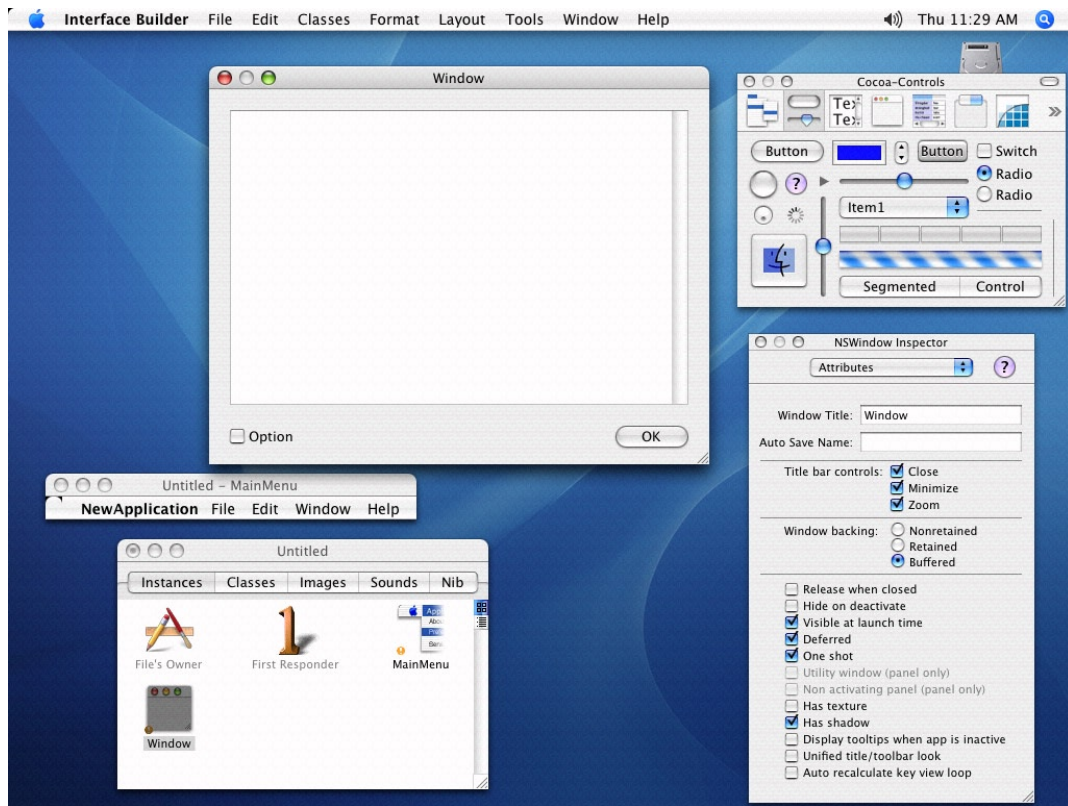 Interface Builder File Edit Classes Format Layout Tools Window Help Thu 11:29 AM
Window
Option
OK
Cocoa-Controls
Tex
Tex
Button
Button
Switch
Radio
Radio
Item1
Segmented Control
NSWindow Inspector
Attributes
Window Title: Window
Auto Save Name:
Title bar controls: Close
Minimize
Zoom
Window backing: Nonretained
Retained
Buffered
Release when closed
Hide on deactivate
Visible at launch time
Deferred
One shot
Utility window (panel only)
Non activating panel (panel only)
Has texture
Has shadow
Display tooltips when app is inactive
Unified title/toolbar look
Auto recalculate key view loop
Untitled – MainMenu
NewApplication File Edit Window Help
Untitled
Instances Classes Images Sounds Nib
File's Owner
First Responder
MainMenu
Window